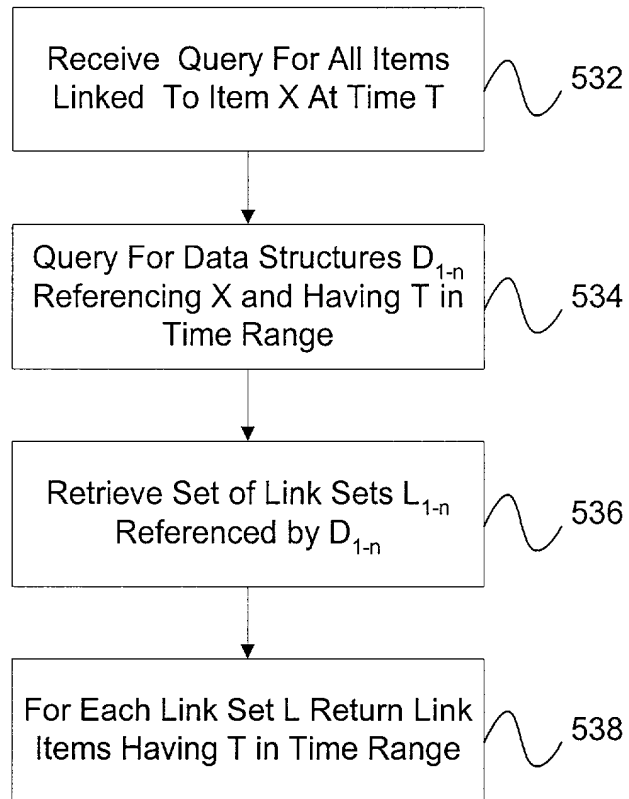 Receive Query For All Items
Linked To Item X At Time T
532
Query For Data Structures D1-n
Referencing X and Having T in
Time Range
534
Retrieve Set of Link Sets L1-n
Referenced by D1-n
536
For Each Link Set L Return Link
Items Having T in Time Range
538